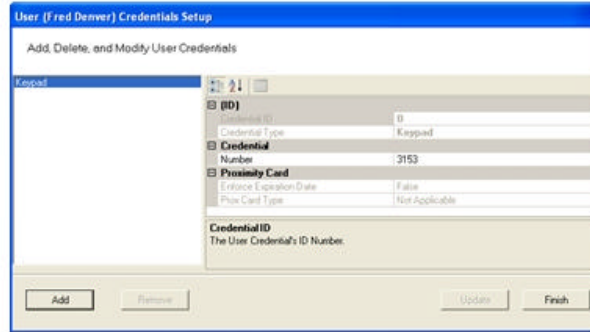 User (Fred Denver) Credentials Setup
Add, Delete, and Modify User Credentials
Keypad
(ID)
Credential ID 0
Credential Type Keypad
Credential
Number 3153
Proximity Card
Enforce Expiration Date False
Prox Card Type Not Applicable
CredentialID
The User Credential's ID Number.
Add Remove Update Finish